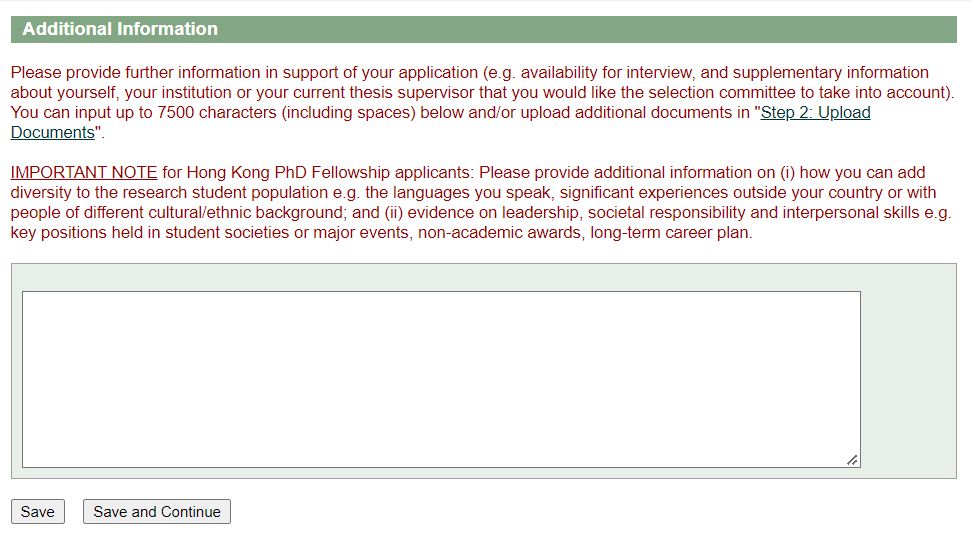 Additional Information
Please provide further information in support of your application (e.g. availability for interview, and supplementary information
about yourself, your institution or your current thesis supervisor that you would like the selection committee to take into account).
You can input up to 7500 characters (including spaces) below and/or upload additional documents in "Step 2: Upload
Documents".
IMPORTANT NOTE for Hong Kong PhD Fellowship applicants: Please provide additional information on (i) how you can add
diversity to the research student population e.g. the languages you speak, significant experiences outside your country or with
people of different cultural/ethnic background; and (ii) evidence on leadership, societal responsibility and interpersonal skills e.g.
key positions held in student societies or major events, non-academic awards, long-term career plan.
Save Save and Continue